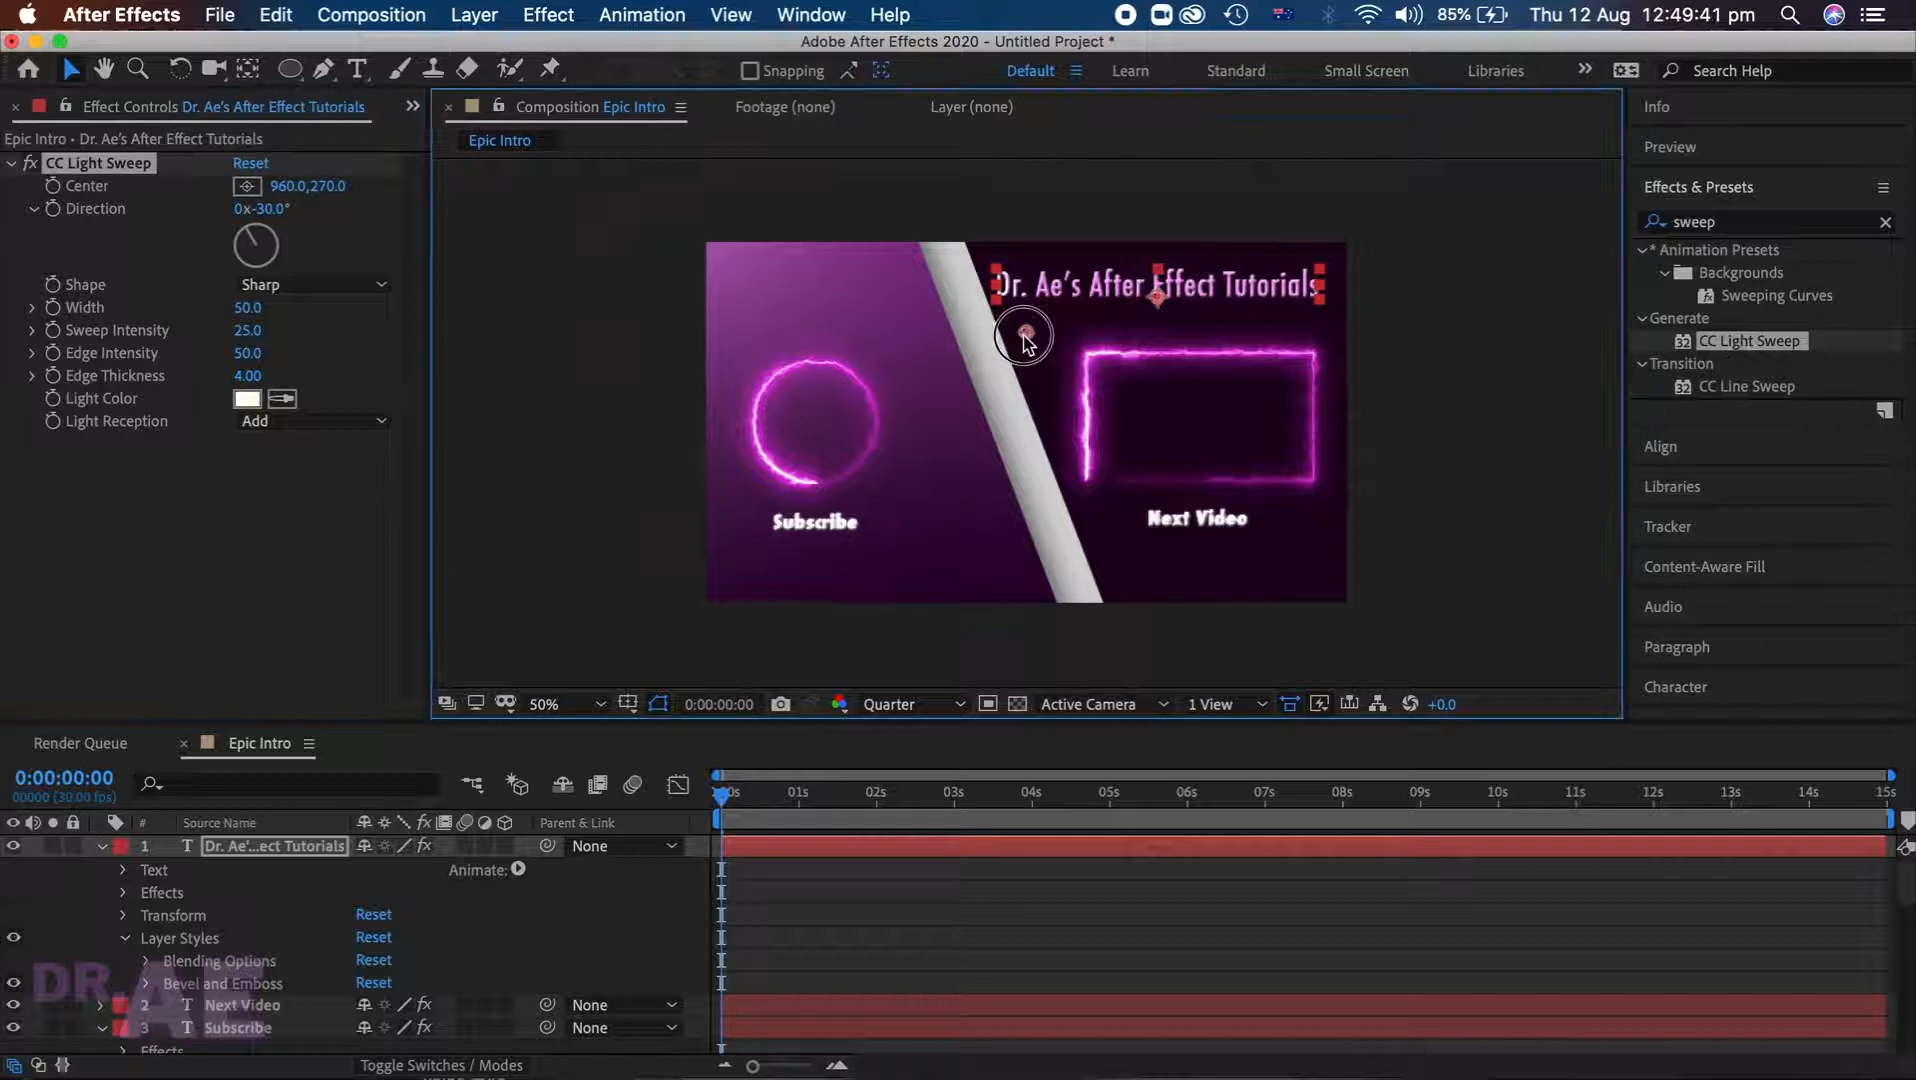 After Effects File Edit Composition Layer Effect Animation View Window Help 85% Thu 12 Aug 12:49:41 pm
Adobe After Effects 2020 - Untitled Project *
Snapping Default Learn Standard Small Screen Libraries Search Help
Effect Controls Dr. Ae's After Effect Tutorials
Epic Intro • Dr. Ae's After Effect Tutorials
fx CC Light Sweep Reset
Center 960.0,270.0
Direction 0x-30.0°
Shape Sharp
Width 50.0
Sweep Intensity 25.0
Edge Intensity 50.0
Edge Thickness 4.00
Light Color
Light Reception Add
Composition Epic Intro Footage (none) Layer (none)
Epic Intro
Dr. Ae's After Effect Tutorials
Subscribe
Next Video
50% 0:00:00:00 Quarter Active Camera 1 View +0.0
Info
Preview
Effects & Presets
sweep
* Animation Presets
Backgrounds
Sweeping Curves
Generate
CC Light Sweep
Transition
CC Line Sweep
Align
Libraries
Tracker
Content-Aware Fill
Audio
Paragraph
Character
Render Queue Epic Intro
0:00:00:00
00000 (30.00 fps)
01s 02s 03s 04s 05s 06s 07s 08s 09s 10s 11s 12s 13s 14s 15s
# Source Name fx Parent & Link
1 T Dr. Ae'...ect Tutorials fx None
Text Animate:
Effects
Transform Reset
Layer Styles Reset
Blending Options Reset
Bevel and Emboss Reset
2 T Next Video fx None
3 T Subscribe fx None
Effects
DR. AE
Toggle Switches / Modes